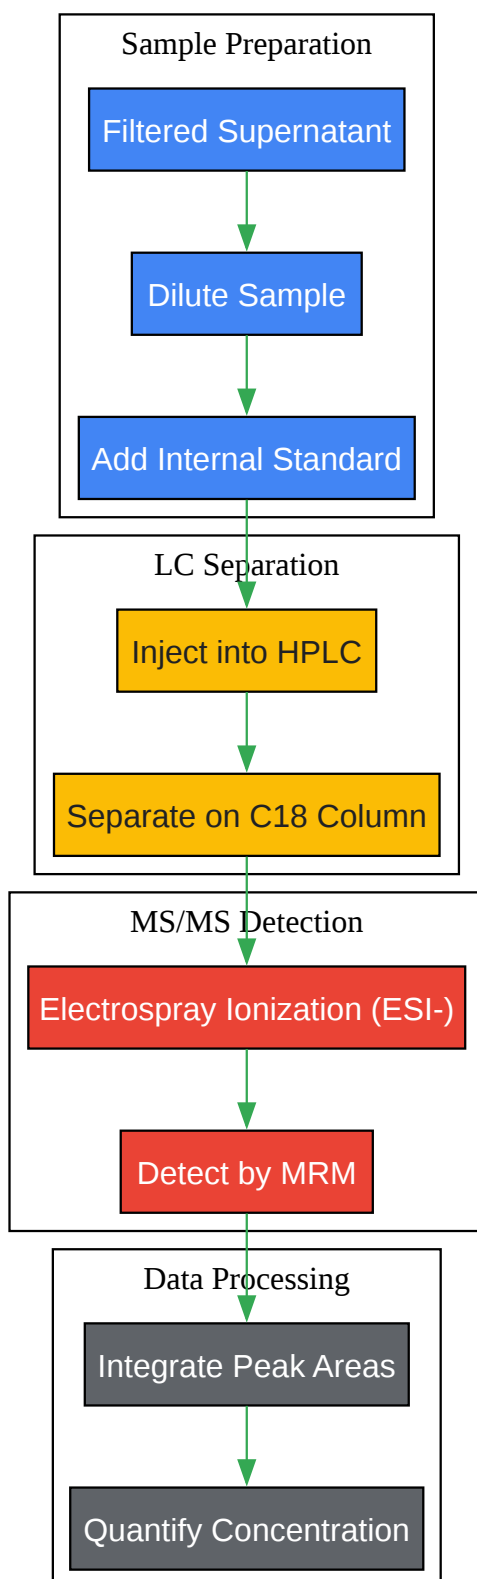 Sample Preparation
Filtered Supernatant
Dilute Sample
Add Internal Standard
LC Separation
Inject into HPLC
Separate on C18 Column
MS/MS Detection
Electrospray Ionization (ESI-)
Detect by MRM
Data Processing
Integrate Peak Areas
Quantify Concentration